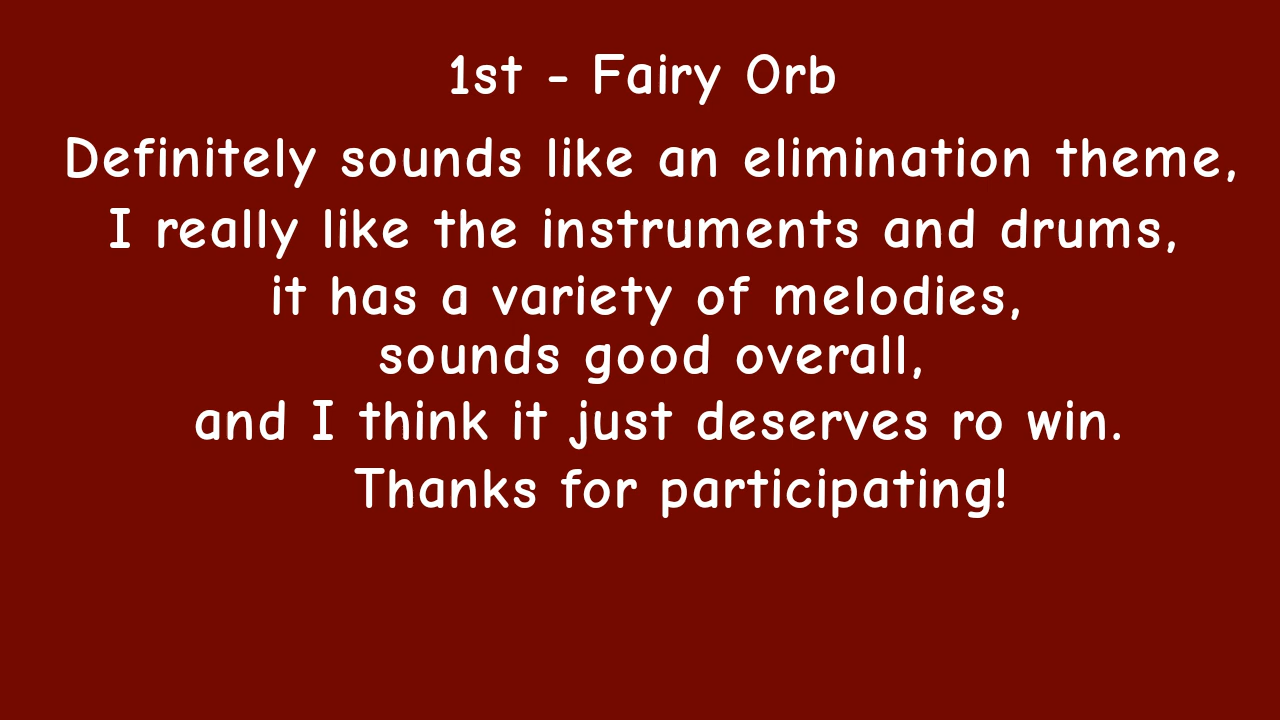 1st - Fairy Orb
Definitely sounds like an elimination theme,
I really like the instruments and drums,
it has a variety of melodies,
sounds good overall,
and I think it just deserves ro win.
Thanks for participating!